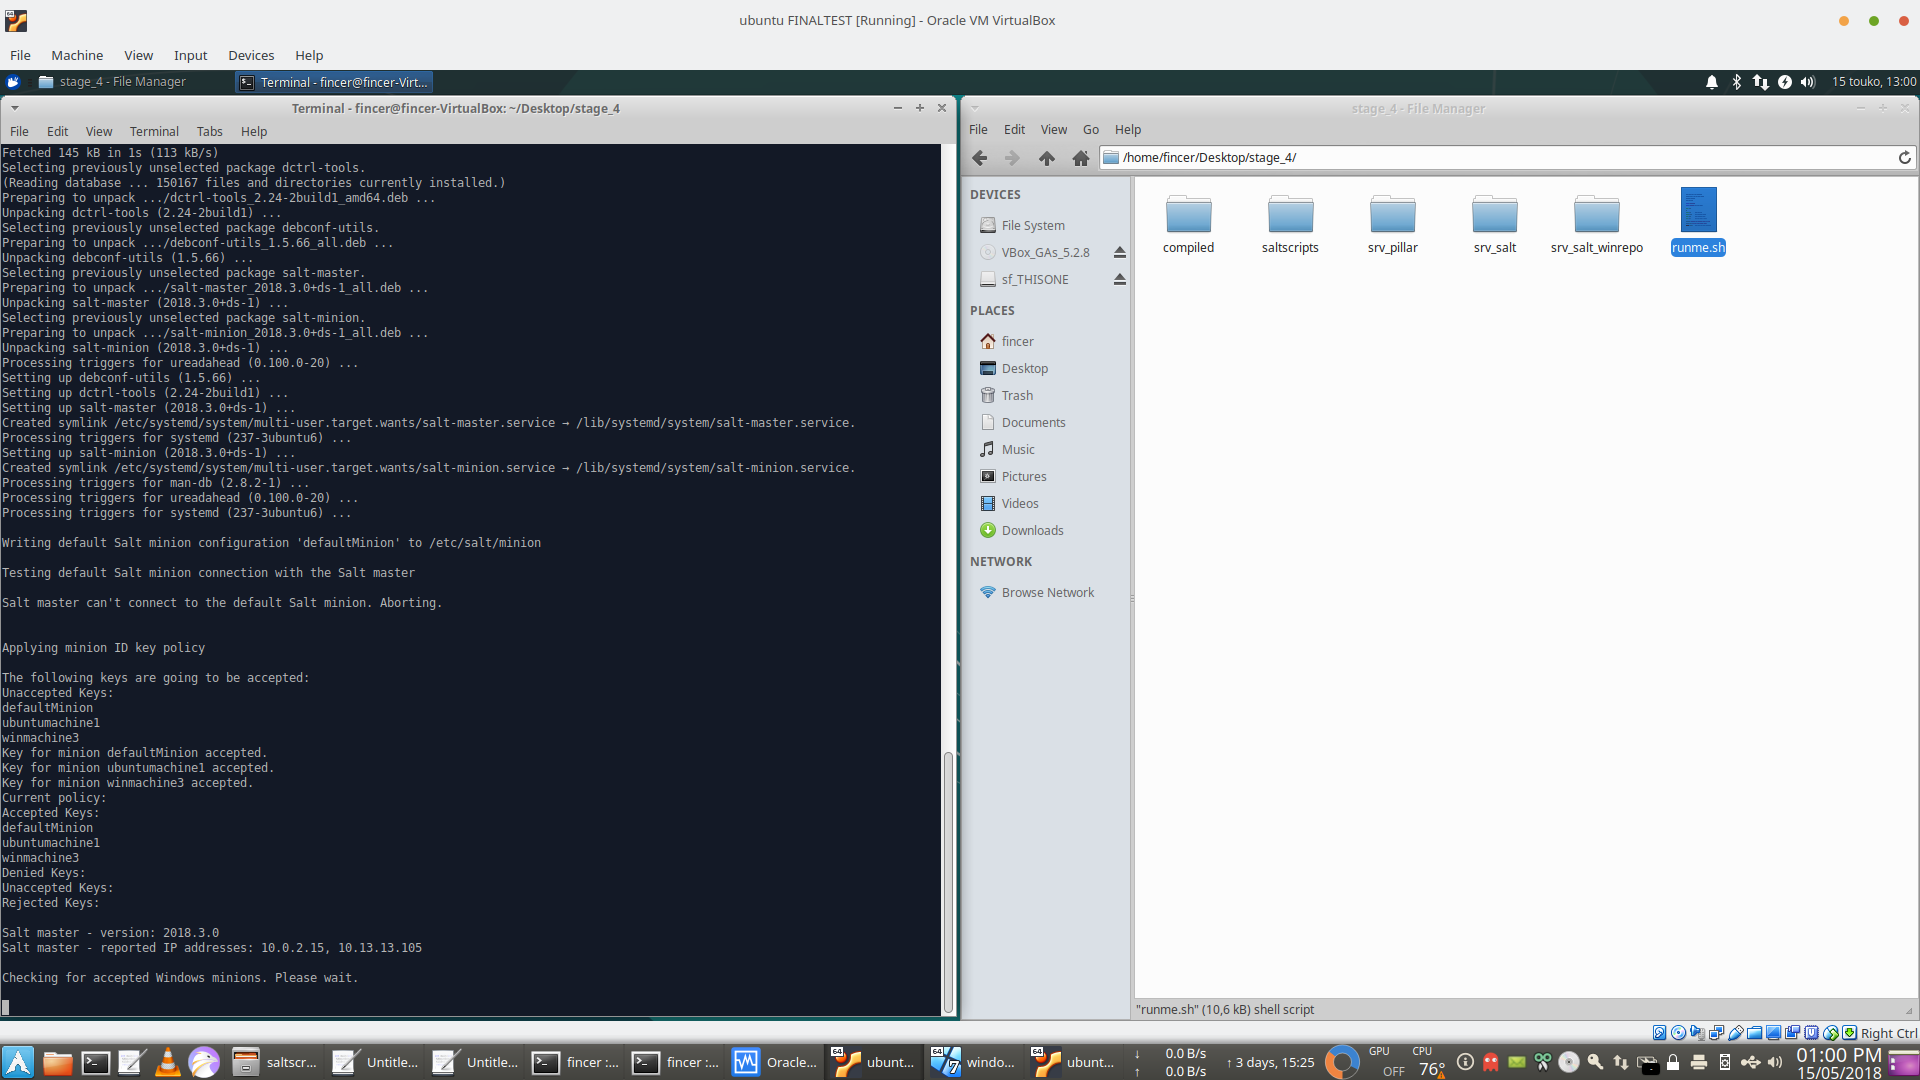 ubuntu FINALTEST [Running] - Oracle VM VirtualBox
File Machine View Input Devices Help
stage_4 - File Manager
Terminal - fincer@fincer-Virt...
15 touko, 13:00
Terminal - fincer@fincer-VirtualBox: ~/Desktop/stage_4
File Edit View Terminal Tabs Help
Fetched 145 kB in 1s (113 kB/s)
Selecting previously unselected package dctrl-tools.
(Reading database ... 150167 files and directories currently installed.)
Preparing to unpack .../dctrl-tools_2.24-2build1_amd64.deb ...
Unpacking dctrl-tools (2.24-2build1) ...
Selecting previously unselected package debconf-utils.
Preparing to unpack .../debconf-utils_1.5.66_all.deb ...
Unpacking debconf-utils (1.5.66) ...
Selecting previously unselected package salt-master.
Preparing to unpack .../salt-master_2018.3.0+ds-1_all.deb ...
Unpacking salt-master (2018.3.0+ds-1) ...
Selecting previously unselected package salt-minion.
Preparing to unpack .../salt-minion_2018.3.0+ds-1_all.deb ...
Unpacking salt-minion (2018.3.0+ds-1) ...
Processing triggers for ureadahead (0.100.0-20) ...
Setting up debconf-utils (1.5.66) ...
Setting up dctrl-tools (2.24-2build1) ...
Setting up salt-master (2018.3.0+ds-1) ...
Created symlink /etc/systemd/system/multi-user.target.wants/salt-master.service → /lib/systemd/system/salt-master.service.
Processing triggers for systemd (237-3ubuntu6) ...
Setting up salt-minion (2018.3.0+ds-1) ...
Created symlink /etc/systemd/system/multi-user.target.wants/salt-minion.service → /lib/systemd/system/salt-minion.service.
Processing triggers for man-db (2.8.2-1) ...
Processing triggers for ureadahead (0.100.0-20) ...
Processing triggers for systemd (237-3ubuntu6) ...
Writing default Salt minion configuration 'defaultMinion' to /etc/salt/minion
Testing default Salt minion connection with the Salt master
Salt master can't connect to the default Salt minion. Aborting.
Applying minion ID key policy
The following keys are going to be accepted:
Unaccepted Keys:
defaultMinion
ubuntumachine1
winmachine3
Key for minion defaultMinion accepted.
Key for minion ubuntumachine1 accepted.
Key for minion winmachine3 accepted.
Current policy:
Accepted Keys:
defaultMinion
ubuntumachine1
winmachine3
Denied Keys:
Unaccepted Keys:
Rejected Keys:
Salt master - version: 2018.3.0
Salt master - reported IP addresses: 10.0.2.15, 10.13.13.105
Checking for accepted Windows minions. Please wait.
stage_4 - File Manager
File Edit View Go Help
/home/fincer/Desktop/stage_4/
DEVICES
File System
VBox_GAs_5.2.8
sf_THISONE
PLACES
fincer
Desktop
Trash
Documents
Music
Pictures
Videos
Downloads
NETWORK
Browse Network
compiled
saltscripts
srv_pillar
srv_salt
srv_salt_winrepo
runme.sh
"runme.sh" (10,6 kB) shell script
Right Ctrl
saltscr...
Untitle...
Untitle...
fincer :...
fincer :...
Oracle...
64
ubunt...
64
windo...
64
ubunt...
↓ 0.0 B/s
↑ 0.0 B/s
↑ 3 days, 15:25
GPU
OFF
CPU
76°
01:00 PM
15/05/2018